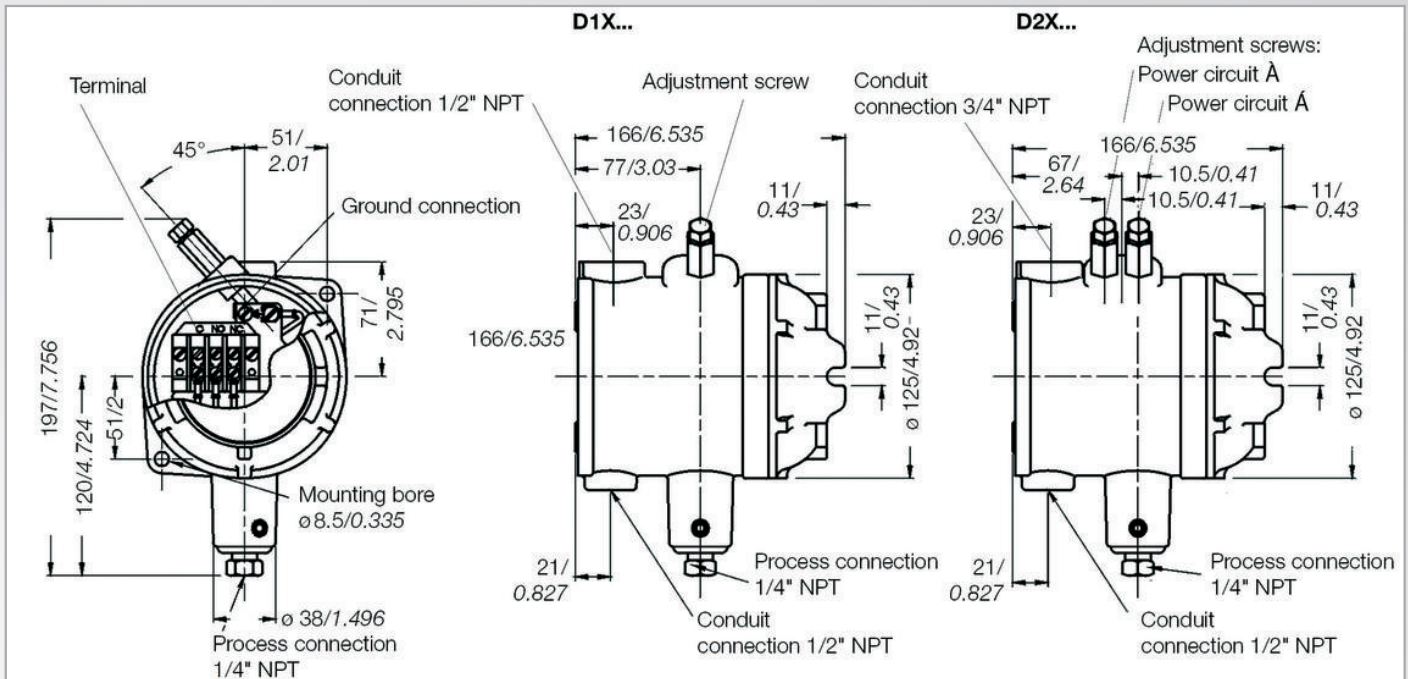 D1X...
D2X...
Terminal
45°
51/
2.01
Ground connection
197/7.756
120/4.724
51/2
71/
2.795
C NO NC
Mounting bore
ø8.5/0.335
ø 38/1.496
Process connection
1/4" NPT
Conduit
connection 1/2" NPT
Adjustment screw
166/6.535
77/3.03
23/
0.906
11/
0.43
166/6.535
11/
0.43
ø 125/4.92
21/
0.827
Process connection
1/4" NPT
Conduit
connection 1/2" NPT
Conduit
connection 3/4" NPT
Adjustment screws:
Power circuit À
Power circuit Á
166/6.535
67/
2.64
10.5/0.41
10.5/0.41
11/
0.43
23/
0.906
11/
0.43
ø 125/4.92
21/
0.827
Process connection
1/4" NPT
Conduit
connection 1/2" NPT